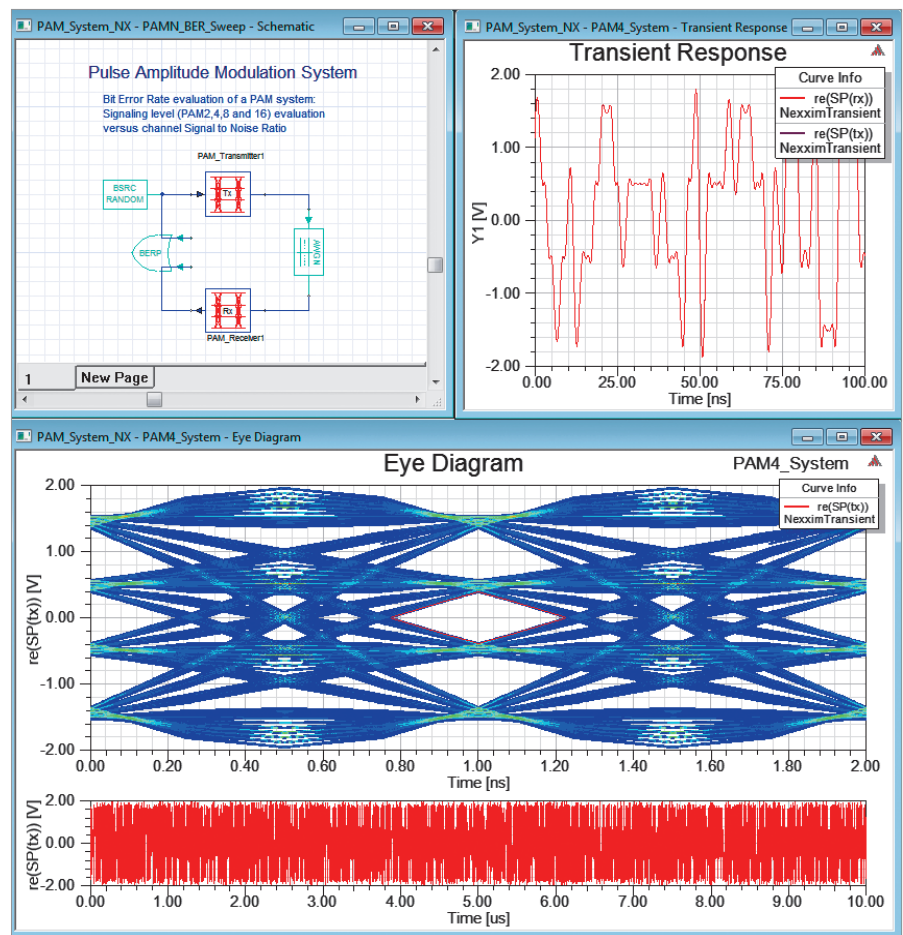 PAM_System_NX - PAMN_BER_Sweep - Schematic
Pulse Amplitude Modulation System
Bit Error Rate evaluation of a PAM system:
Signaling level (PAM2,4,8 and 16) evaluation
versus channel Signal to Noise Ratio
PAM_Transmitter1
BSRC
RANDOM
Tx
BERP
AWGN
Rx
PAM_Receiver1
1
New Page
PAM_System_NX - PAM4_System - Transient Response
Transient Response
Curve Info
re(SP(rx))
NexximTransient
re(SP(tx))
NexximTransient
Y1 [V]
2.00
1.00
0.00
-1.00
-2.00
0.00 25.00 50.00 75.00 100.00
Time [ns]
PAM_System_NX - PAM4_System - Eye Diagram
Eye Diagram
PAM4_System
Curve Info
re(SP(tx))
NexximTransient
re(SP(tx)) [V]
2.00
1.00
0.00
-1.00
-2.00
0.00 0.20 0.40 0.60 0.80 1.00 1.20 1.40 1.60 1.80 2.00
Time [ns]
re(SP(tx)) [V]
2.00
0.00
-2.00
0.00 1.00 2.00 3.00 4.00 5.00 6.00 7.00 8.00 9.00 10.00
Time [us]